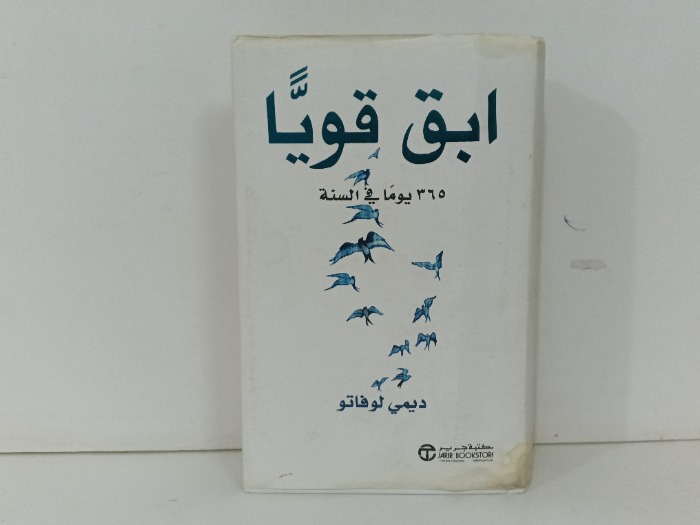 ابق قويًّا
٣٦٥ يومًا في السنة
ديمي لوفاتو
مكتبة جرير
JARIR BOOKSTORE